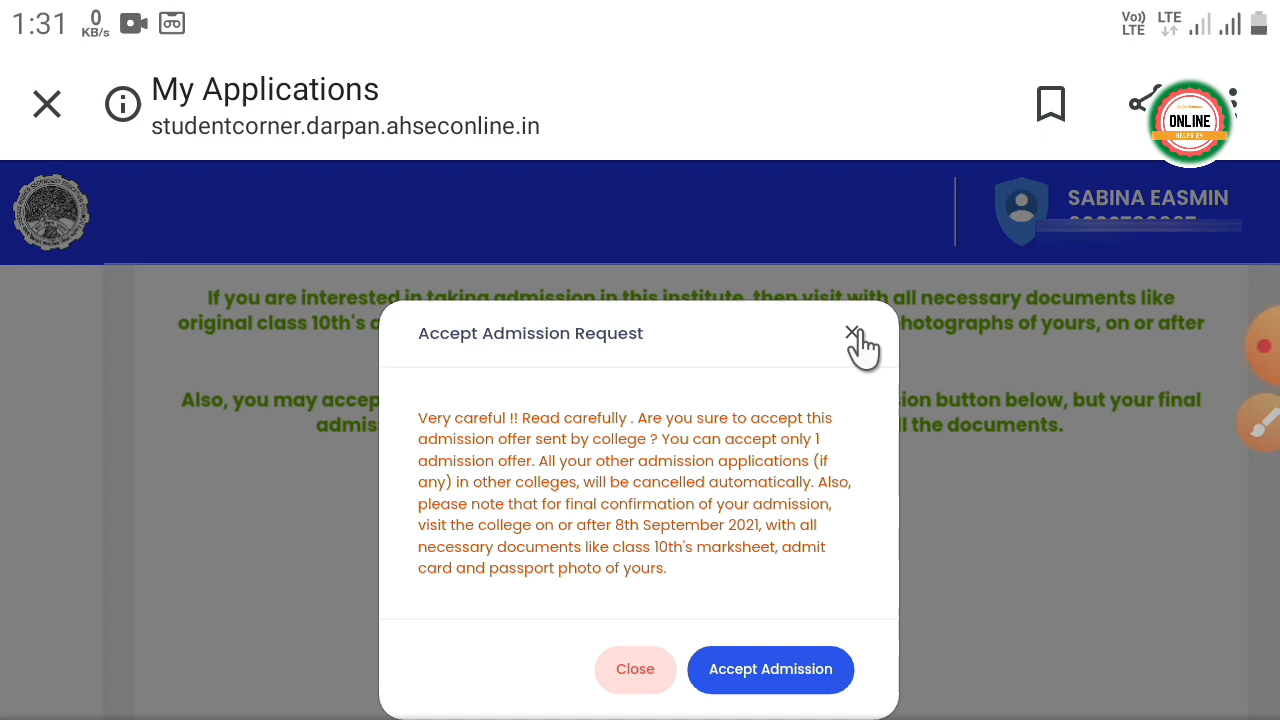 1:31 0 KB/s Vo)) LTE LTE
My Applications
studentcorner.darpan.ahseconline.in
ONLINE
HELPS 24
SABINA EASMIN
If you are interested in taking admission in this institute, then visit with all necessary documents like
original class 10th's a hotographs of yours, on or after
Also, you may accep ion button below, but your final
admis ll the documents.
Accept Admission Request
Very careful !! Read carefully . Are you sure to accept this
admission offer sent by college ? You can accept only 1
admission offer. All your other admission applications (if
any) in other colleges, will be cancelled automatically. Also,
please note that for final confirmation of your admission,
visit the college on or after 8th September 2021, with all
necessary documents like class 10th's marksheet, admit
card and passport photo of yours.
Close Accept Admission